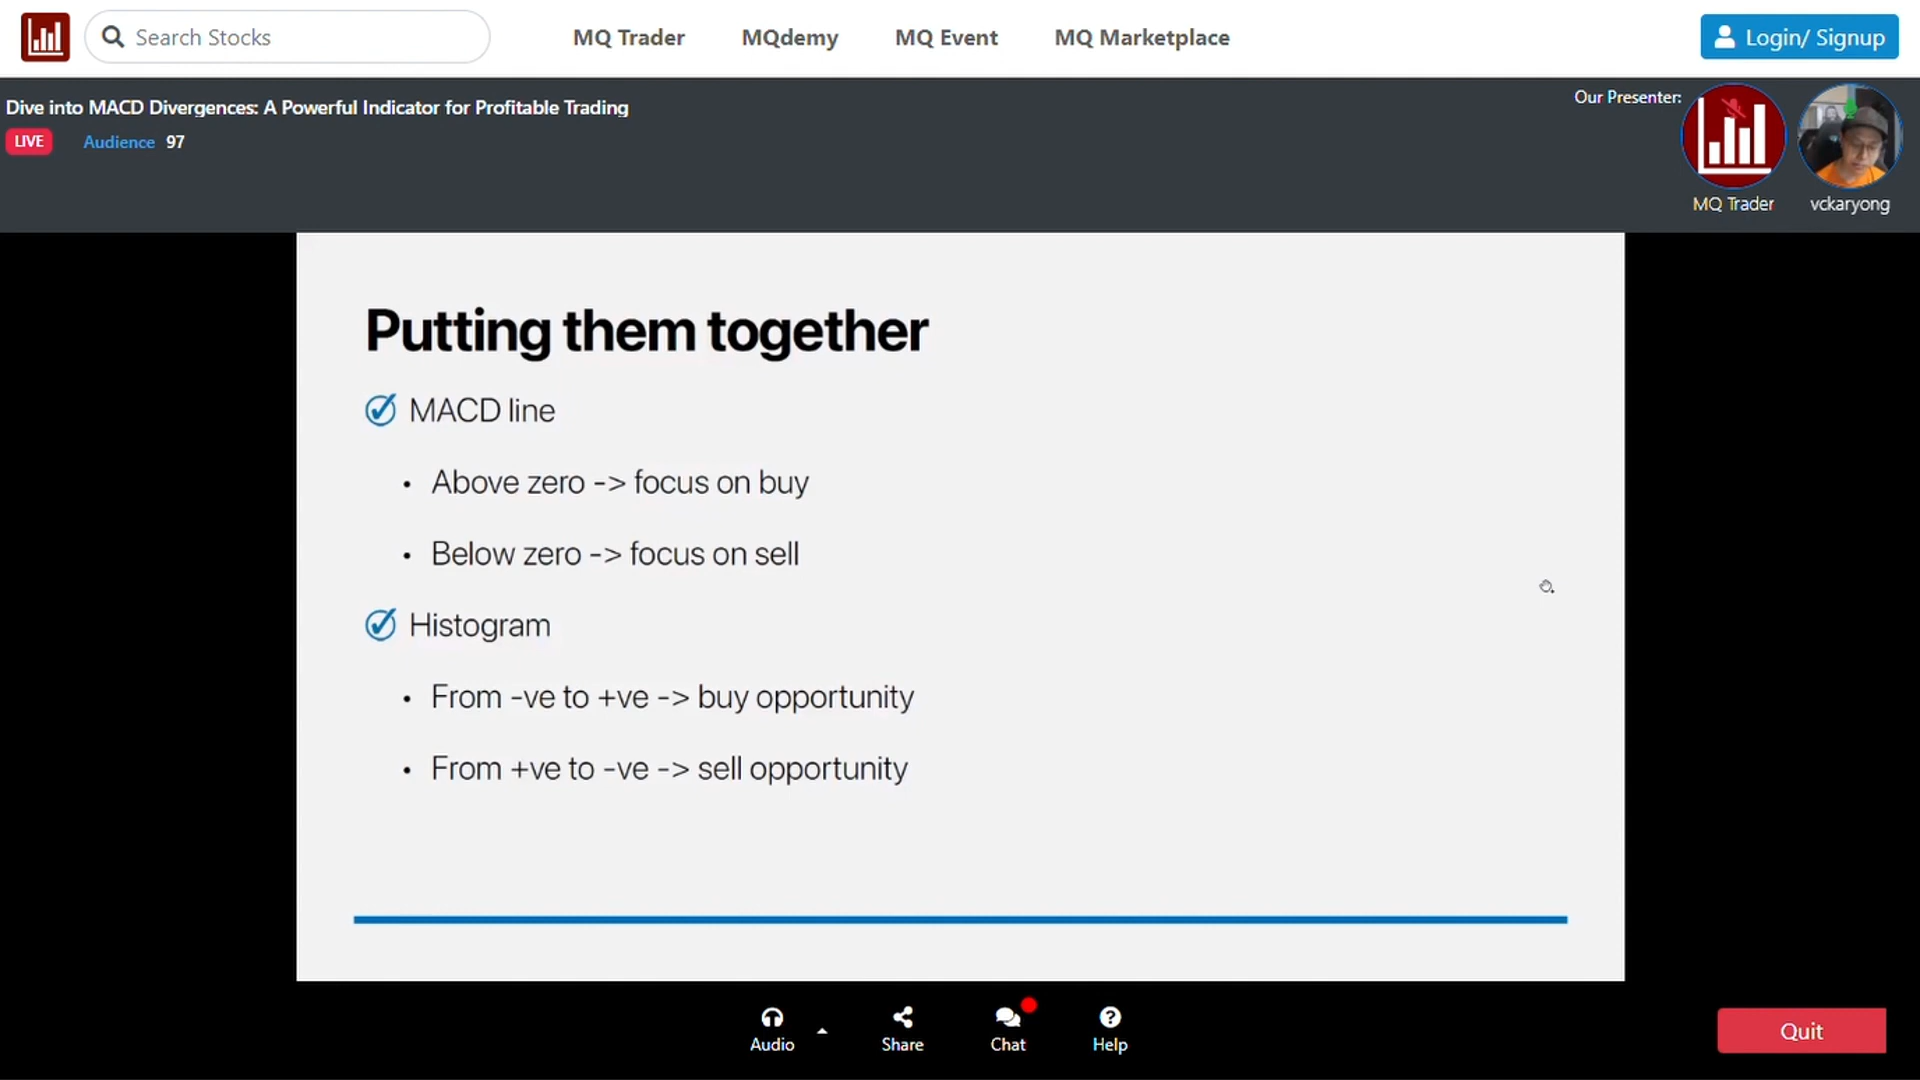 Search Stocks
MQ Trader
MQdemy
MQ Event
MQ Marketplace
Login/ Signup
Dive into MACD Divergences: A Powerful Indicator for Profitable Trading
LIVE
Audience 97
Our Presenter:
MQ Trader
vckaryong
Putting them together
MACD line
• Above zero -> focus on buy
• Below zero -> focus on sell
Histogram
• From -ve to +ve -> buy opportunity
• From +ve to -ve -> sell opportunity
Audio
Share
Chat
Help
Quit